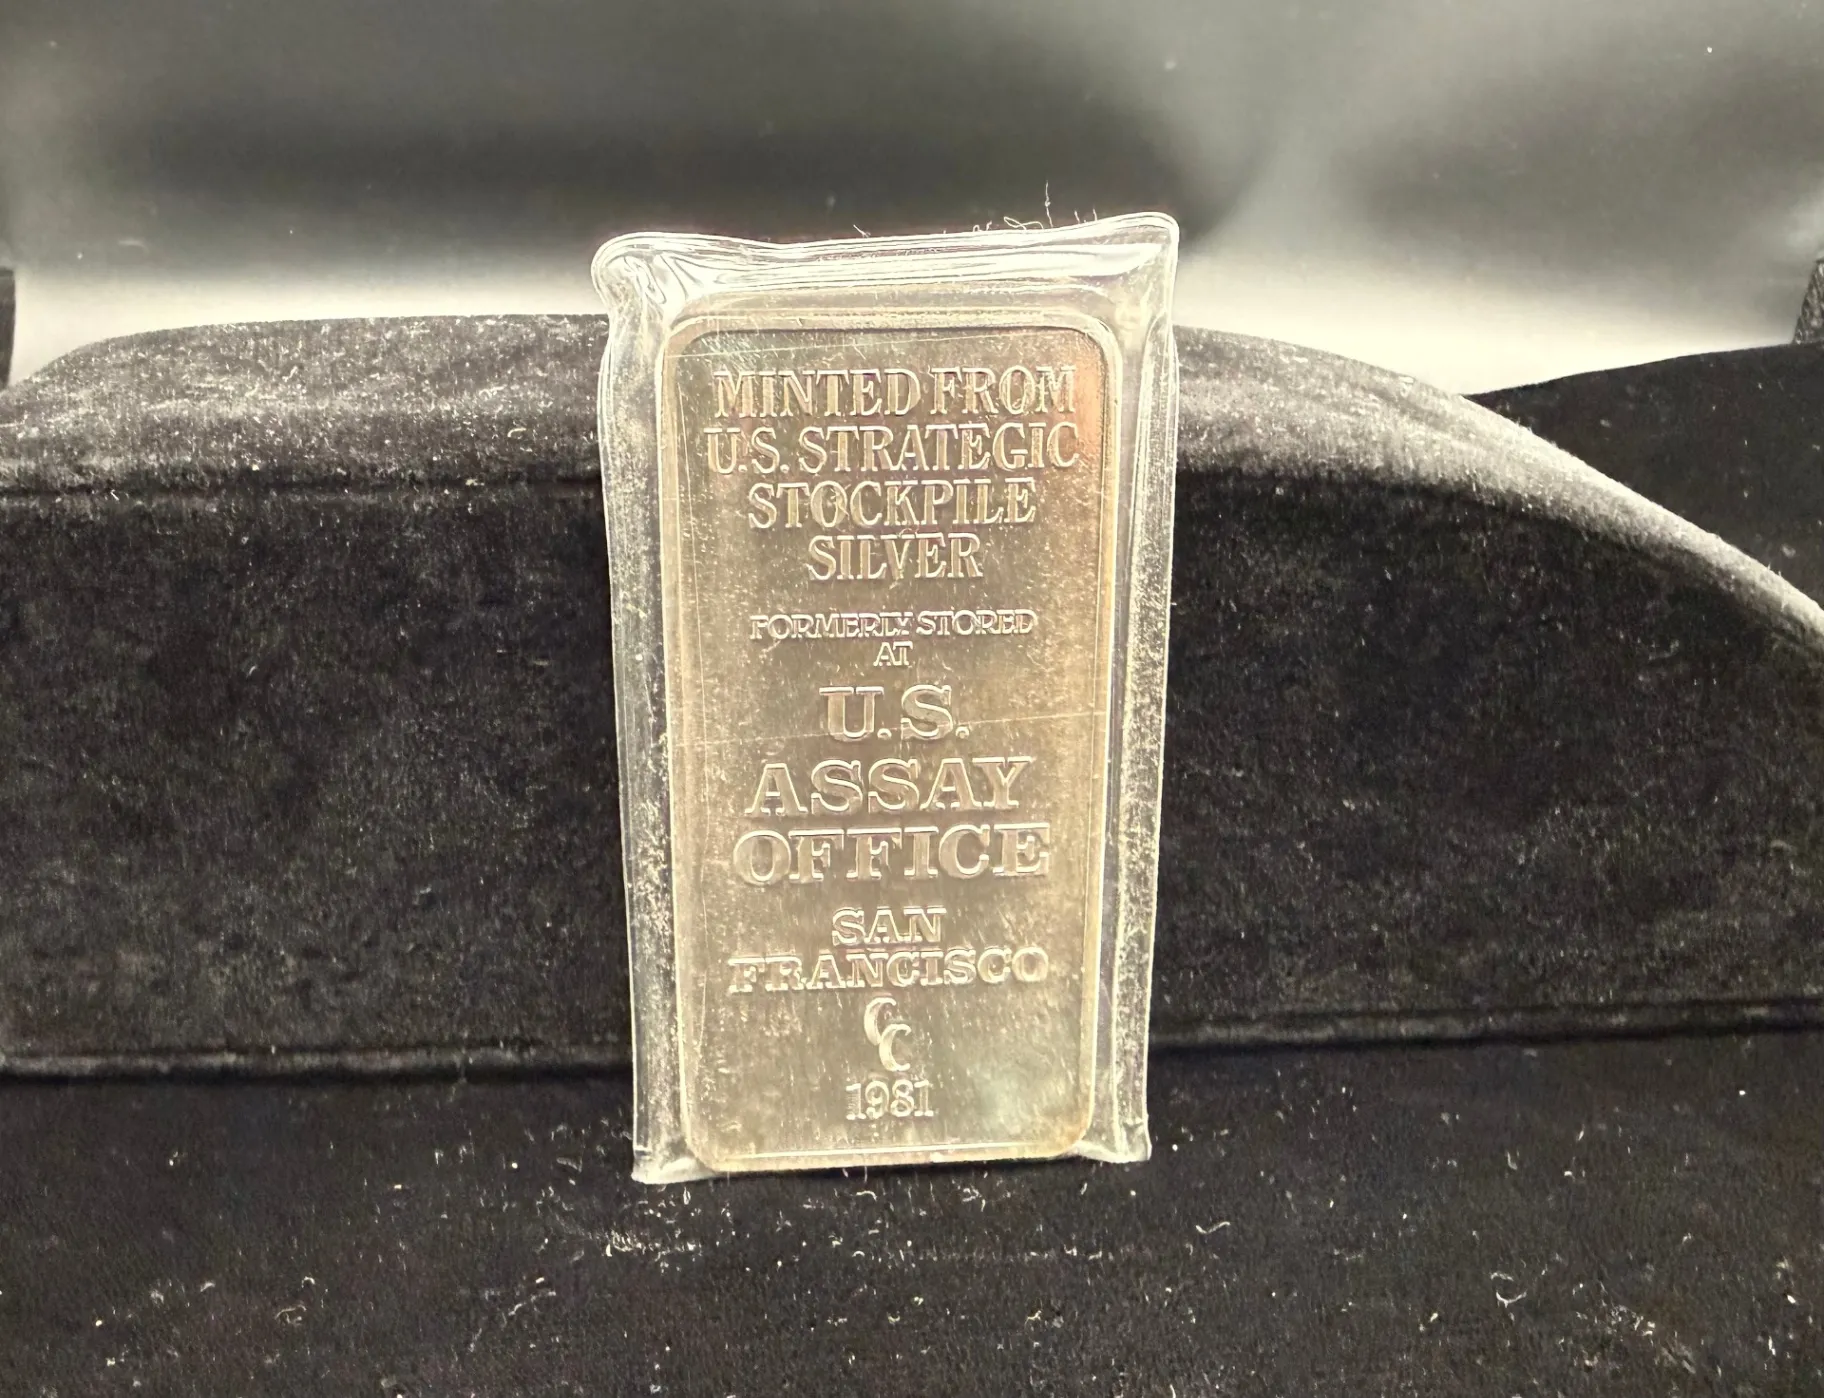 MINTED FROM
U.S. STRATEGIC
STOCKPILE
SILVER
FORMERLY STORED
AT
U.S.
ASSAY
OFFICE
SAN
FRANCISCO
CC
1981